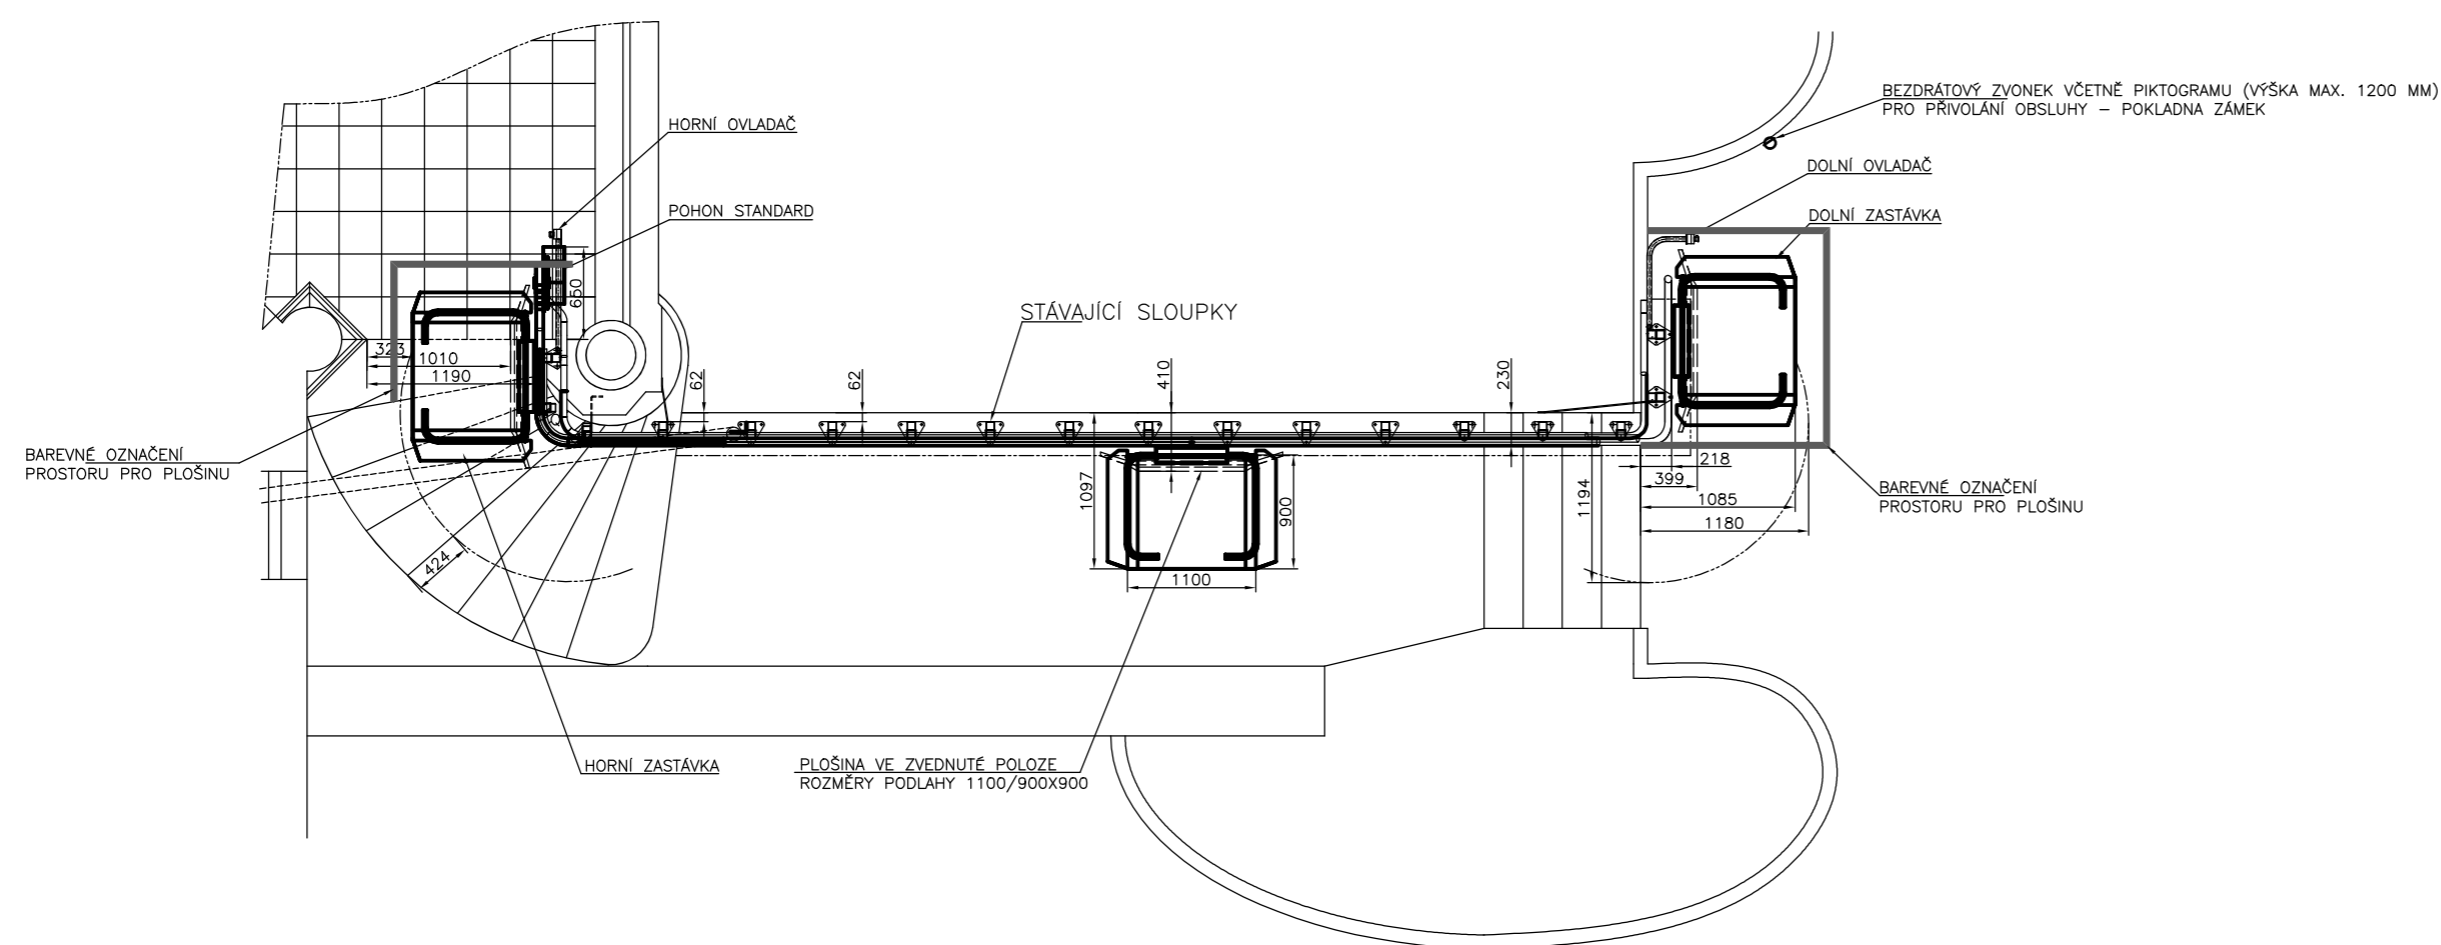 BEZDRÁTOVÝ ZVONEK VČETNĚ PIKTOGRAMU (VÝŠKA MAX. 1200 MM)
PRO PŘIVOLÁNÍ OBSLUHY – POKLADNA ZÁMEK
HORNÍ OVLADAČ
DOLNÍ OVLADAČ
POHON STANDARD
DOLNÍ ZASTÁVKA
650
STÁVAJÍCÍ SLOUPKY
323
1010
1190
62
62
410
230
BAREVNÉ OZNAČENÍ
PROSTORU PRO PLOŠINU
218
399
1085
1180
BAREVNÉ OZNAČENÍ
PROSTORU PRO PLOŠINU
1097
900
1194
424
1100
HORNÍ ZASTÁVKA
PLOŠINA VE ZVEDNUTÉ POLOZE
ROZMĚRY PODLAHY 1100/900X900